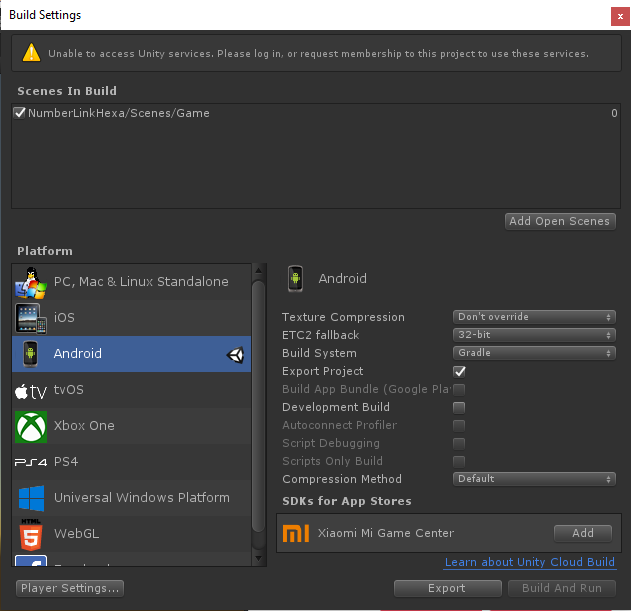 Build Settings
x
Unable to access Unity services. Please log in, or request membership to this project to use these services.
Scenes In Build
NumberLinkHexa/Scenes/Game 0
Add Open Scenes
Platform
PC, Mac & Linux Standalone
iOS
Android
tv tvOS
Xbox One
PS4 PS4
Universal Windows Platform
HTML 5 WebGL
Android
Texture Compression Don't override
ETC2 fallback 32-bit
Build System Gradle
Export Project
Build App Bundle (Google Pla
Development Build
Autoconnect Profiler
Script Debugging
Scripts Only Build
Compression Method Default
SDKs for App Stores
mi Xiaomi Mi Game Center Add
Learn about Unity Cloud Build
Player Settings... Export Build And Run